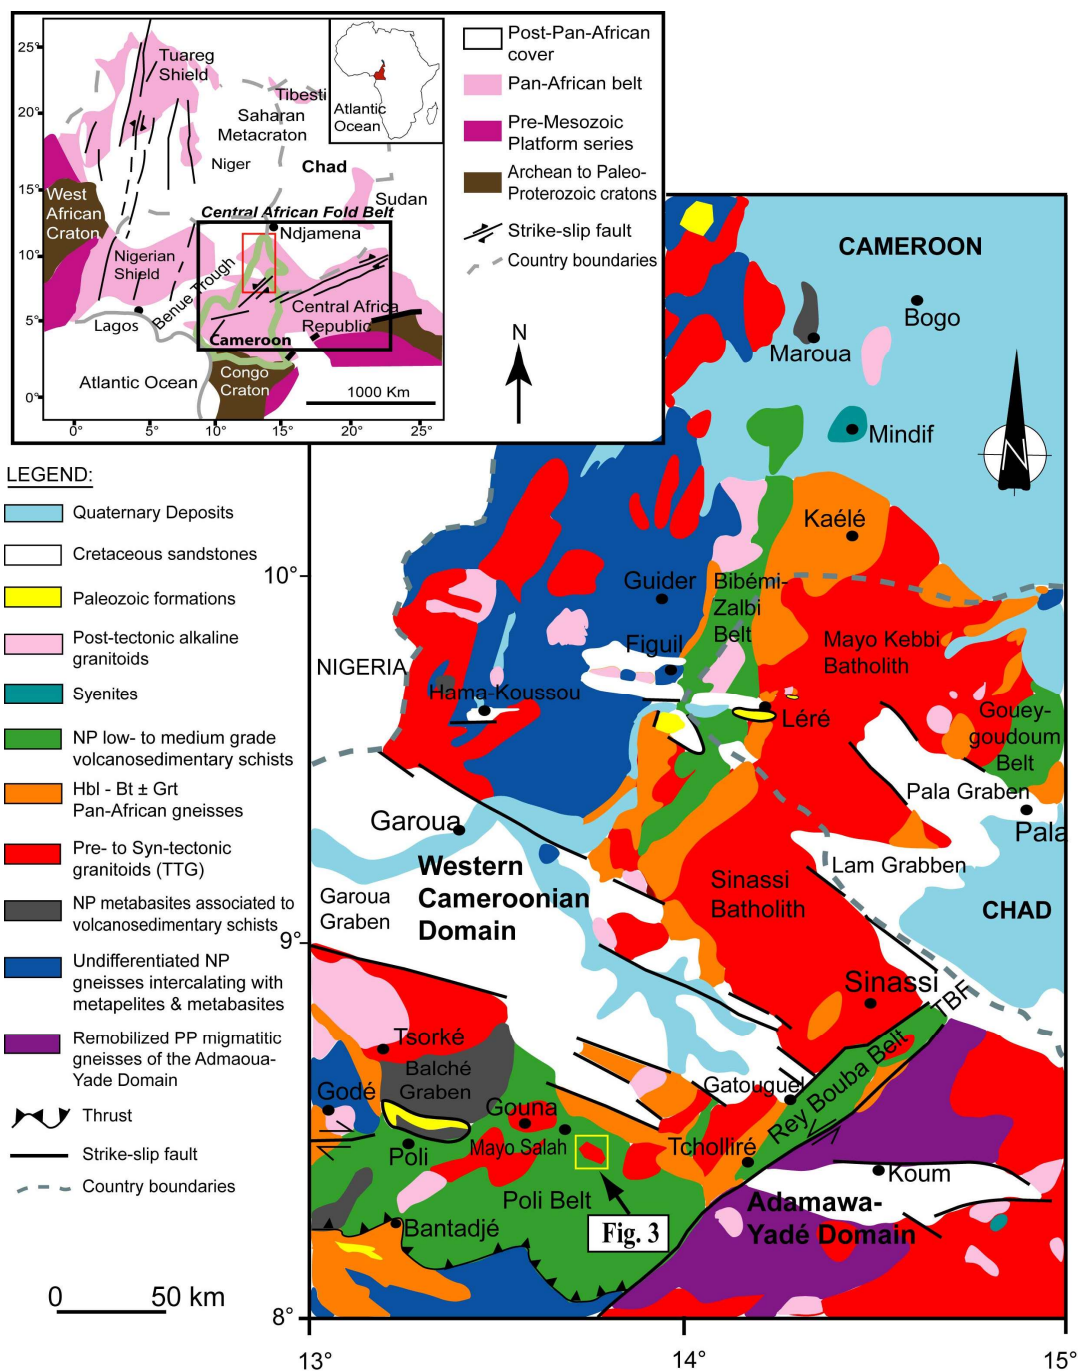 25°
20°
15°
10°
5°
0°
0°
5°
10°
15°
20°
25°
Tuareg
Shield
Tibesti
Saharan
Metacraton
Niger
Chad
Sudan
West
African
Craton
Central African Fold Belt
Ndjamena
Nigerian
Shield
Benue Trough
Lagos
Central Africa
Republic
Cameroon
Atlantic Ocean
Congo
Craton
1000 Km
Atlantic
Ocean
Post-Pan-African
cover
Pan-African belt
Pre-Mesozoic
Platform series
Archean to Paleo-
Proterozoic cratons
Strike-slip fault
Country boundaries
N
LEGEND:
Quaternary Deposits
Cretaceous sandstones
Paleozoic formations
Post-tectonic alkaline
granitoids
Syenites
NP low- to medium grade
volcanosedimentary schists
Hbl - Bt ± Grt
Pan-African gneisses
Pre- to Syn-tectonic
granitoids (TTG)
NP metabasites associated to
volcanosedimentary schists
Undifferentiated NP
gneisses intercalating with
metapelites & metabasites
Remobilized PP migmatitic
gneisses of the Admaoua-
Yade Domain
Thrust
Strike-slip fault
Country boundaries
0 50 km
CAMEROON
Bogo
Maroua
Mindif
N
Kaélé
Guider
Bibémi-
Zalbi
Belt
Figuil
Mayo Kebbi
Batholith
NIGERIA
Hama-Koussou
Léré
Gouey-
goudoum
Belt
Pala Graben
Pala
Garoua
Lam Grabben
Western
Cameroonian
Domain
Sinassi
Batholith
Garoua
Graben
CHAD
Sinassi
TBF
Tsorké
Balché
Graben
Godé
Gatouguel
Rey Bouba Belt
Gouna
Mayo Salah
Tcholliré
Poli
Koum
Poli Belt
Adamawa-
Yadé Domain
Bantadjé
Fig. 3
10°
9°
8°
13°
14°
15°